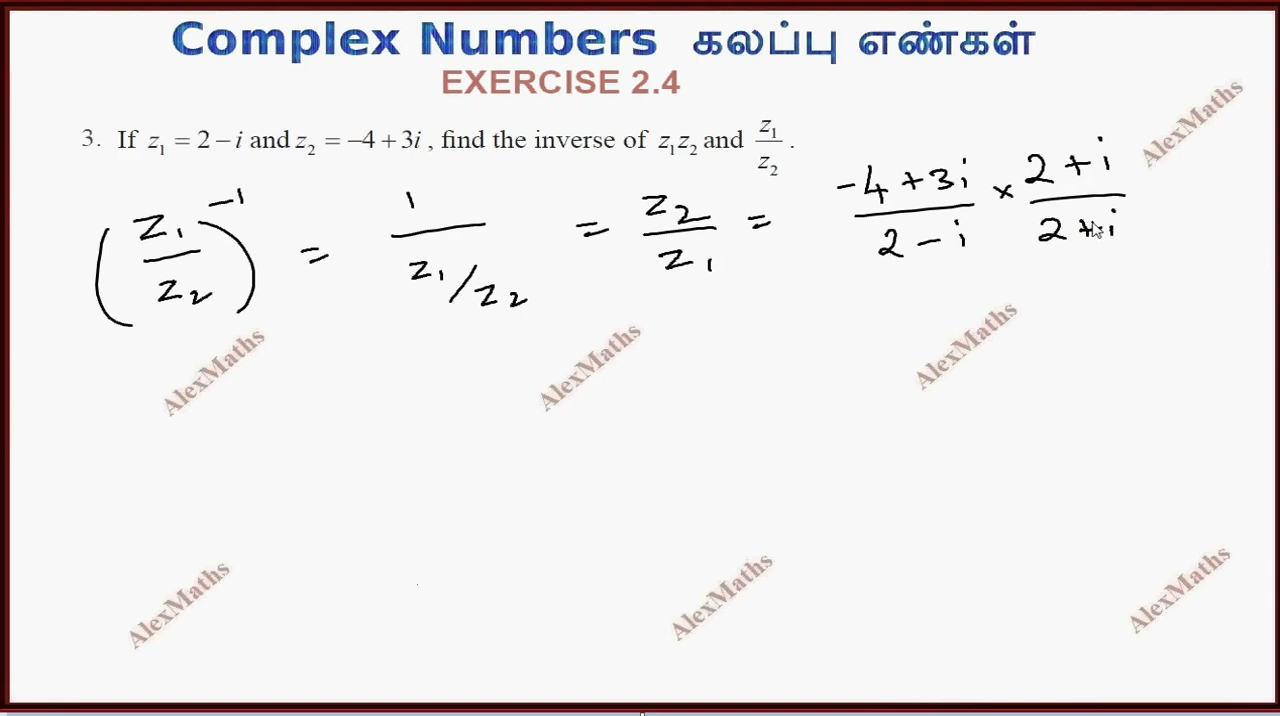 Complex Numbers கலப்பு எண்கள்
EXERCISE 2.4
3. If z₁ = 2 − i and z₂ = −4 + 3i , find the inverse of z₁z₂ and z₁/z₂ .
(z₁/z₂)⁻¹ = 1/(z₁/z₂) = z₂/z₁ = (−4 + 3i)/(2 − i) × (2 + i)/(2 + i)
AlexMaths
AlexMaths
AlexMaths
AlexMaths
AlexMaths
AlexMaths
AlexMaths